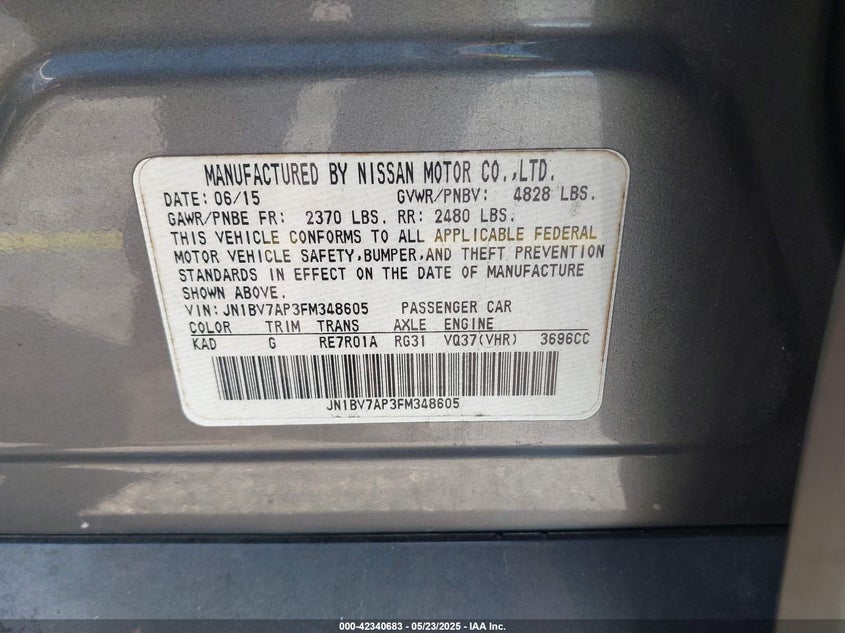 MANUFACTURED BY NISSAN MOTOR CO.,LTD.
DATE: 06/15 GVWR/PNBV: 4828 LBS.
GAWR/PNBE FR: 2370 LBS. RR: 2480 LBS.
THIS VEHICLE CONFORMS TO ALL APPLICABLE FEDERAL
MOTOR VEHICLE SAFETY,BUMPER,AND THEFT PREVENTION
STANDARDS IN EFFECT ON THE DATE OF MANUFACTURE
SHOWN ABOVE.
VIN: JN1BV7AP3FM348605 PASSENGER CAR
COLOR TRIM TRANS AXLE ENGINE
KAD G RE7R01A RG31 VQ37(VHR) 3696CC
JN1BV7AP3FM348605
000-42340683 — 05/23/2025 — IAA Inc.